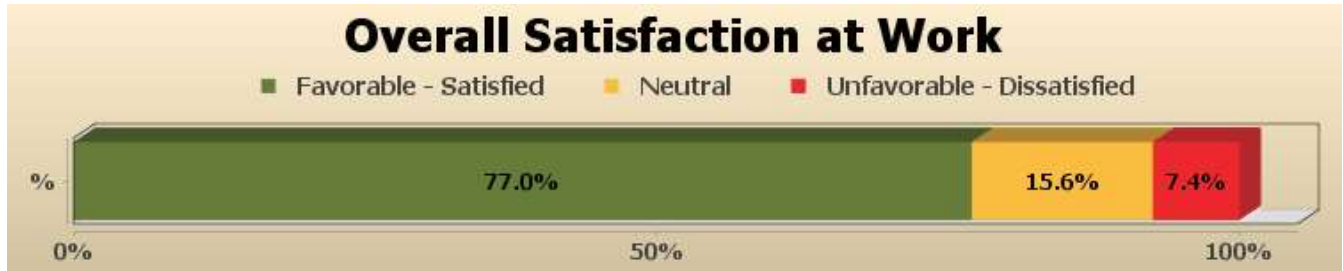 Overall Satisfaction at Work
Favorable - Satisfied Neutral Unfavorable - Dissatisfied
% 77.0% 15.6% 7.4%
0% 50% 100%